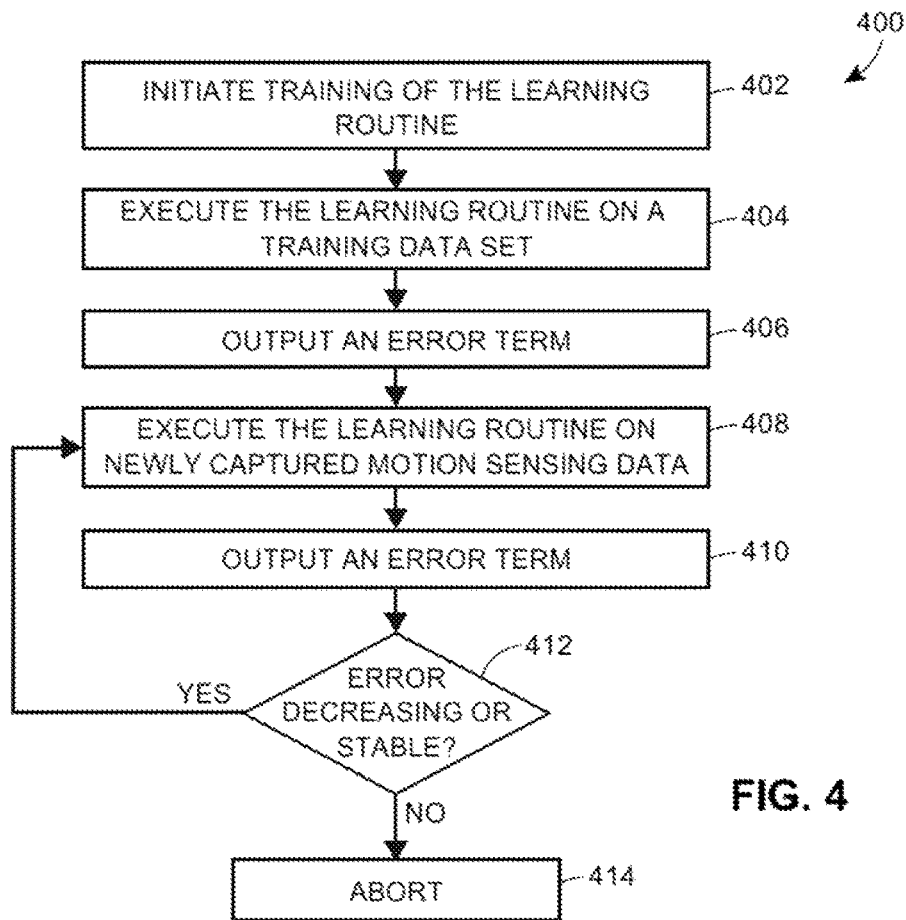 400
INITIATE TRAINING OF THE LEARNING
ROUTINE
402
EXECUTE THE LEARNING ROUTINE ON A
TRAINING DATA SET
404
OUTPUT AN ERROR TERM
406
EXECUTE THE LEARNING ROUTINE ON
NEWLY CAPTURED MOTION SENSING DATA
408
OUTPUT AN ERROR TERM
410
412
YES
ERROR
DECREASING OR
STABLE?
NO
FIG. 4
ABORT
414